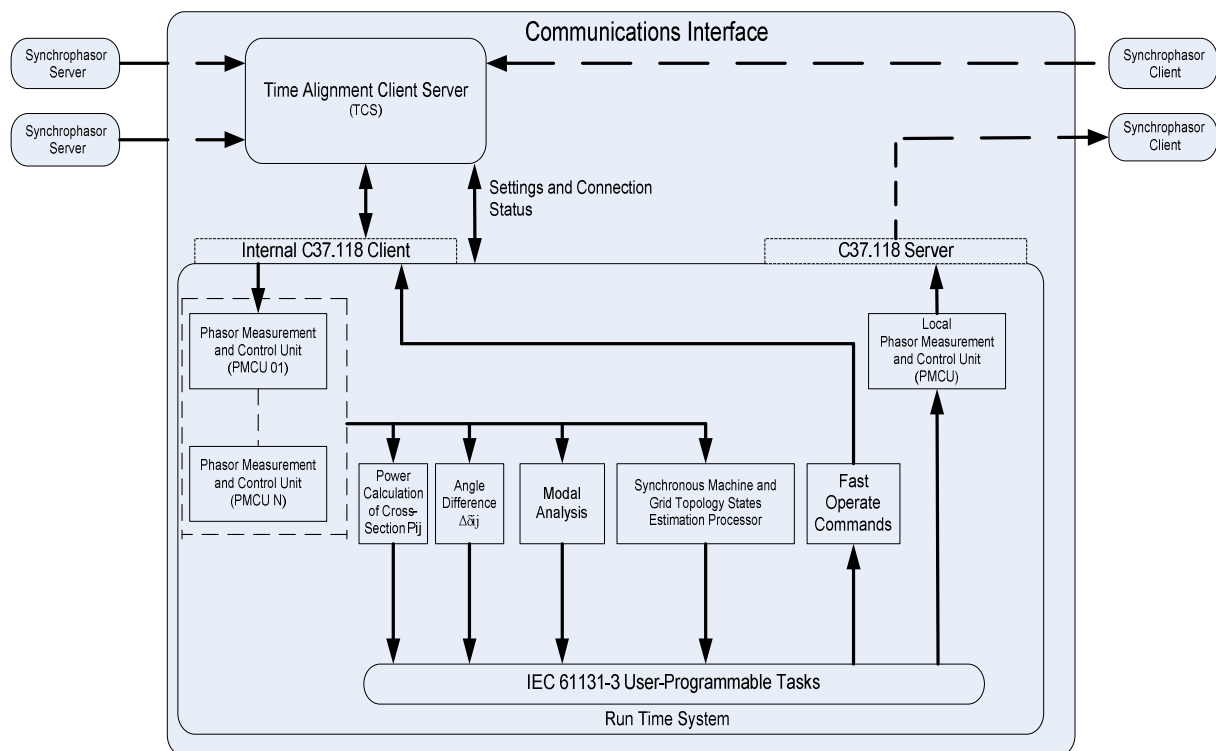 Communications Interface
Synchrophasor
Server
Synchrophasor
Server
Time Alignment Client Server
(TCS)
Synchrophasor
Client
Synchrophasor
Client
Settings and Connection
Status
Internal C37.118 Client
C37.118 Server
Phasor Measurement
and Control Unit
(PMCU 01)
Phasor Measurement
and Control Unit
(PMCU N)
Local
Phasor Measurement
and Control Unit
(PMCU)
Power
Calculation
of Cross-
Section Pij
Angle
Difference
Δδij
Modal
Analysis
Synchronous Machine and
Grid Topology States
Estimation Processor
Fast
Operate
Commands
IEC 61131-3 User-Programmable Tasks
Run Time System